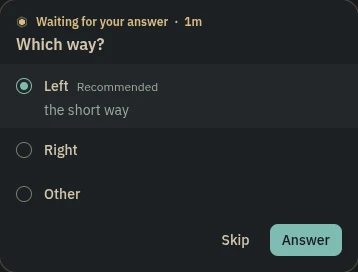 Waiting for your answer · 1m
Which way?
Left Recommended
the short way
Right
Other
Skip Answer